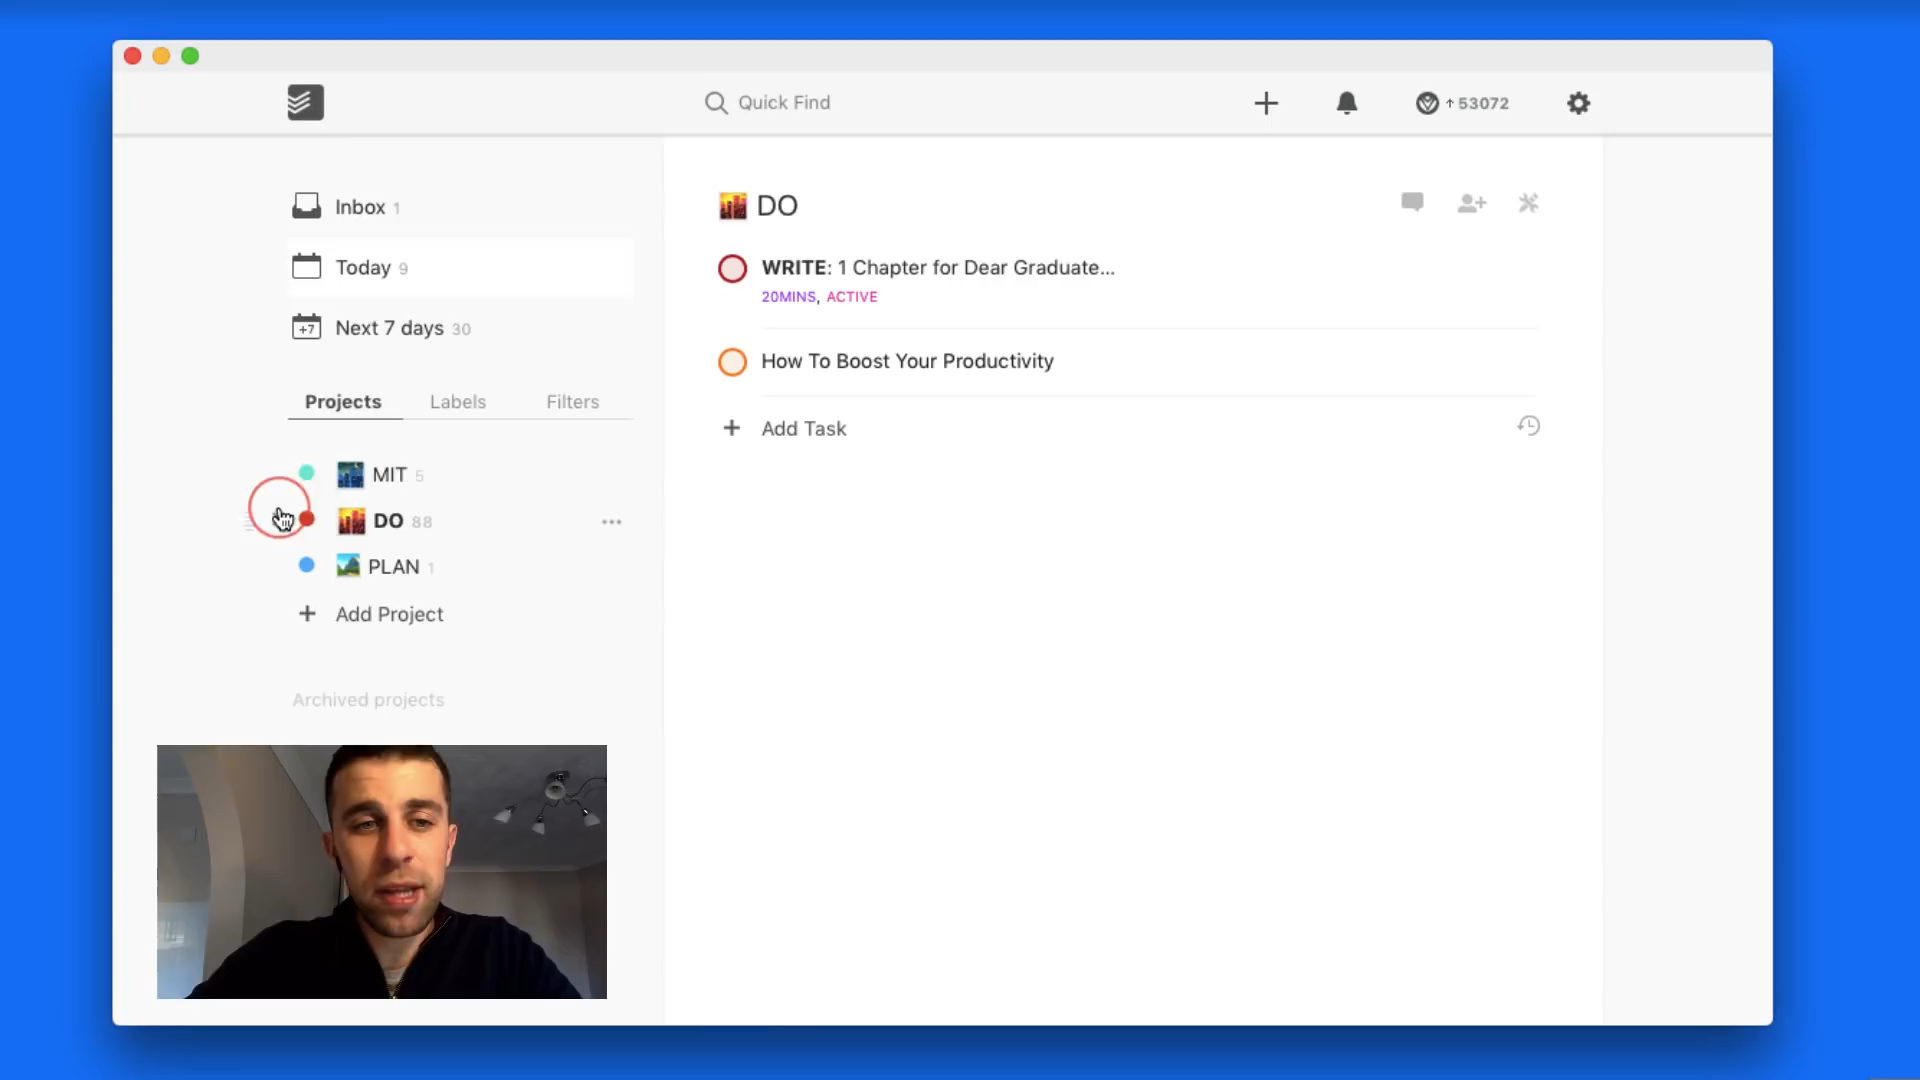 Quick Find
↑ 53072
Inbox 1
Today 9
+7 Next 7 days 30
Projects Labels Filters
MIT 5
DO 88
PLAN 1
+ Add Project
Archived projects
DO
WRITE: 1 Chapter for Dear Graduate...
20MINS, ACTIVE
How To Boost Your Productivity
+ Add Task